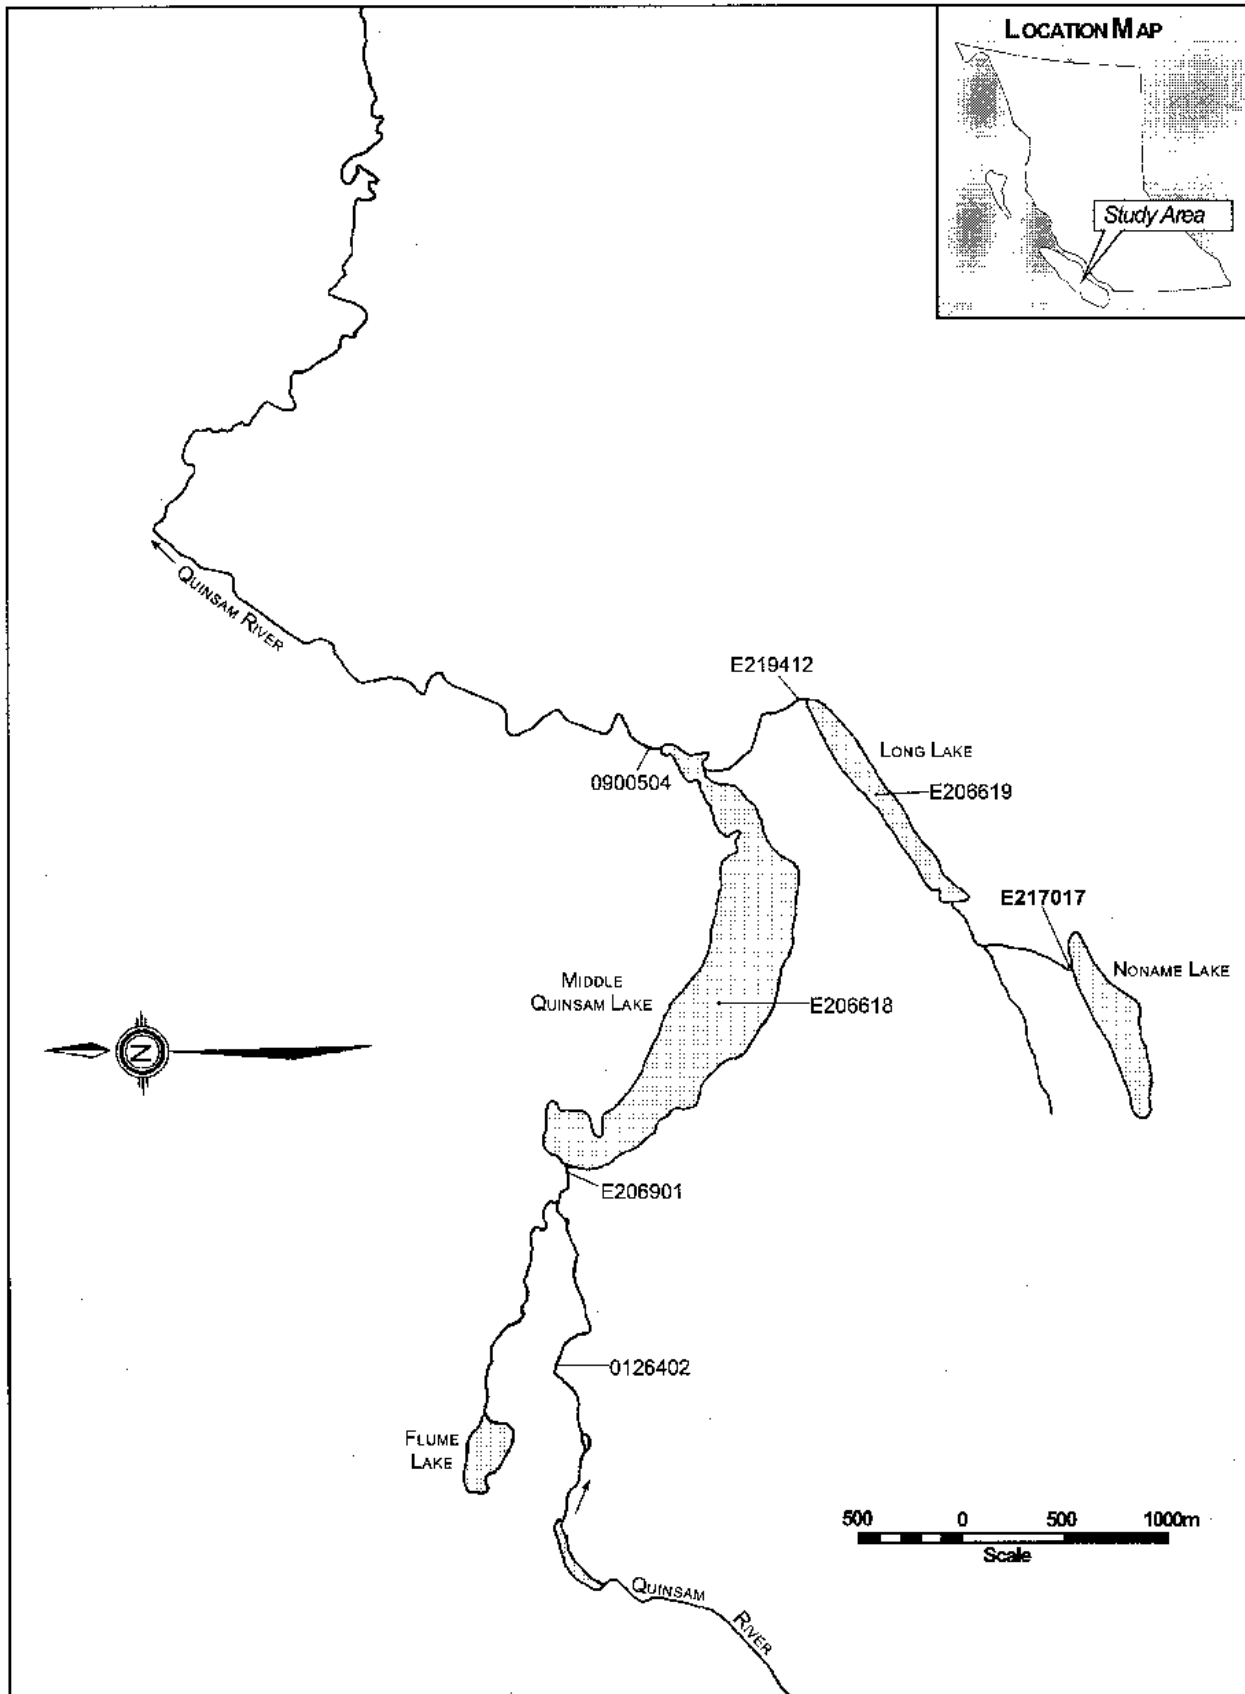 LOCATION MAP
Study Area
QUINSAM RIVER
E219412
LONG LAKE
0900504
E206619
E217017
NONAME LAKE
MIDDLE
QUINSAM LAKE
E206618
N
E206901
0126402
FLUME
LAKE
500 0 500 1000m
Scale
QUINSAM
RIVER